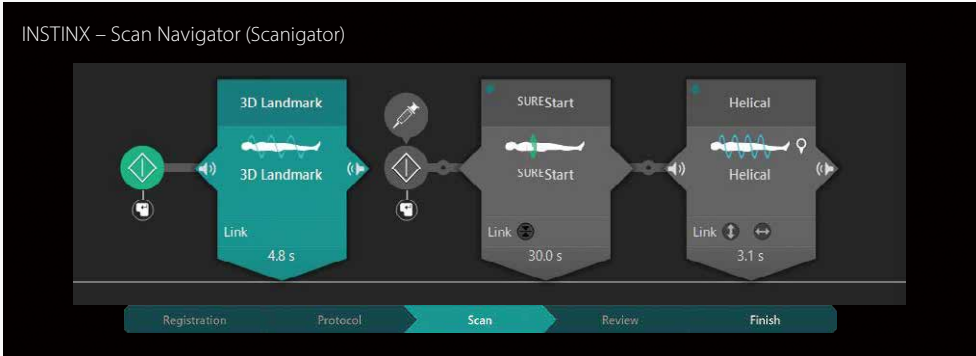 INSTINX – Scan Navigator (Scanigator)
3D Landmark
3D Landmark
Link
4.8 s
SUREStart
SUREStart
Link
30.0 s
Helical
Helical
Link
3.1 s
Registration
Protocol
Scan
Review
Finish